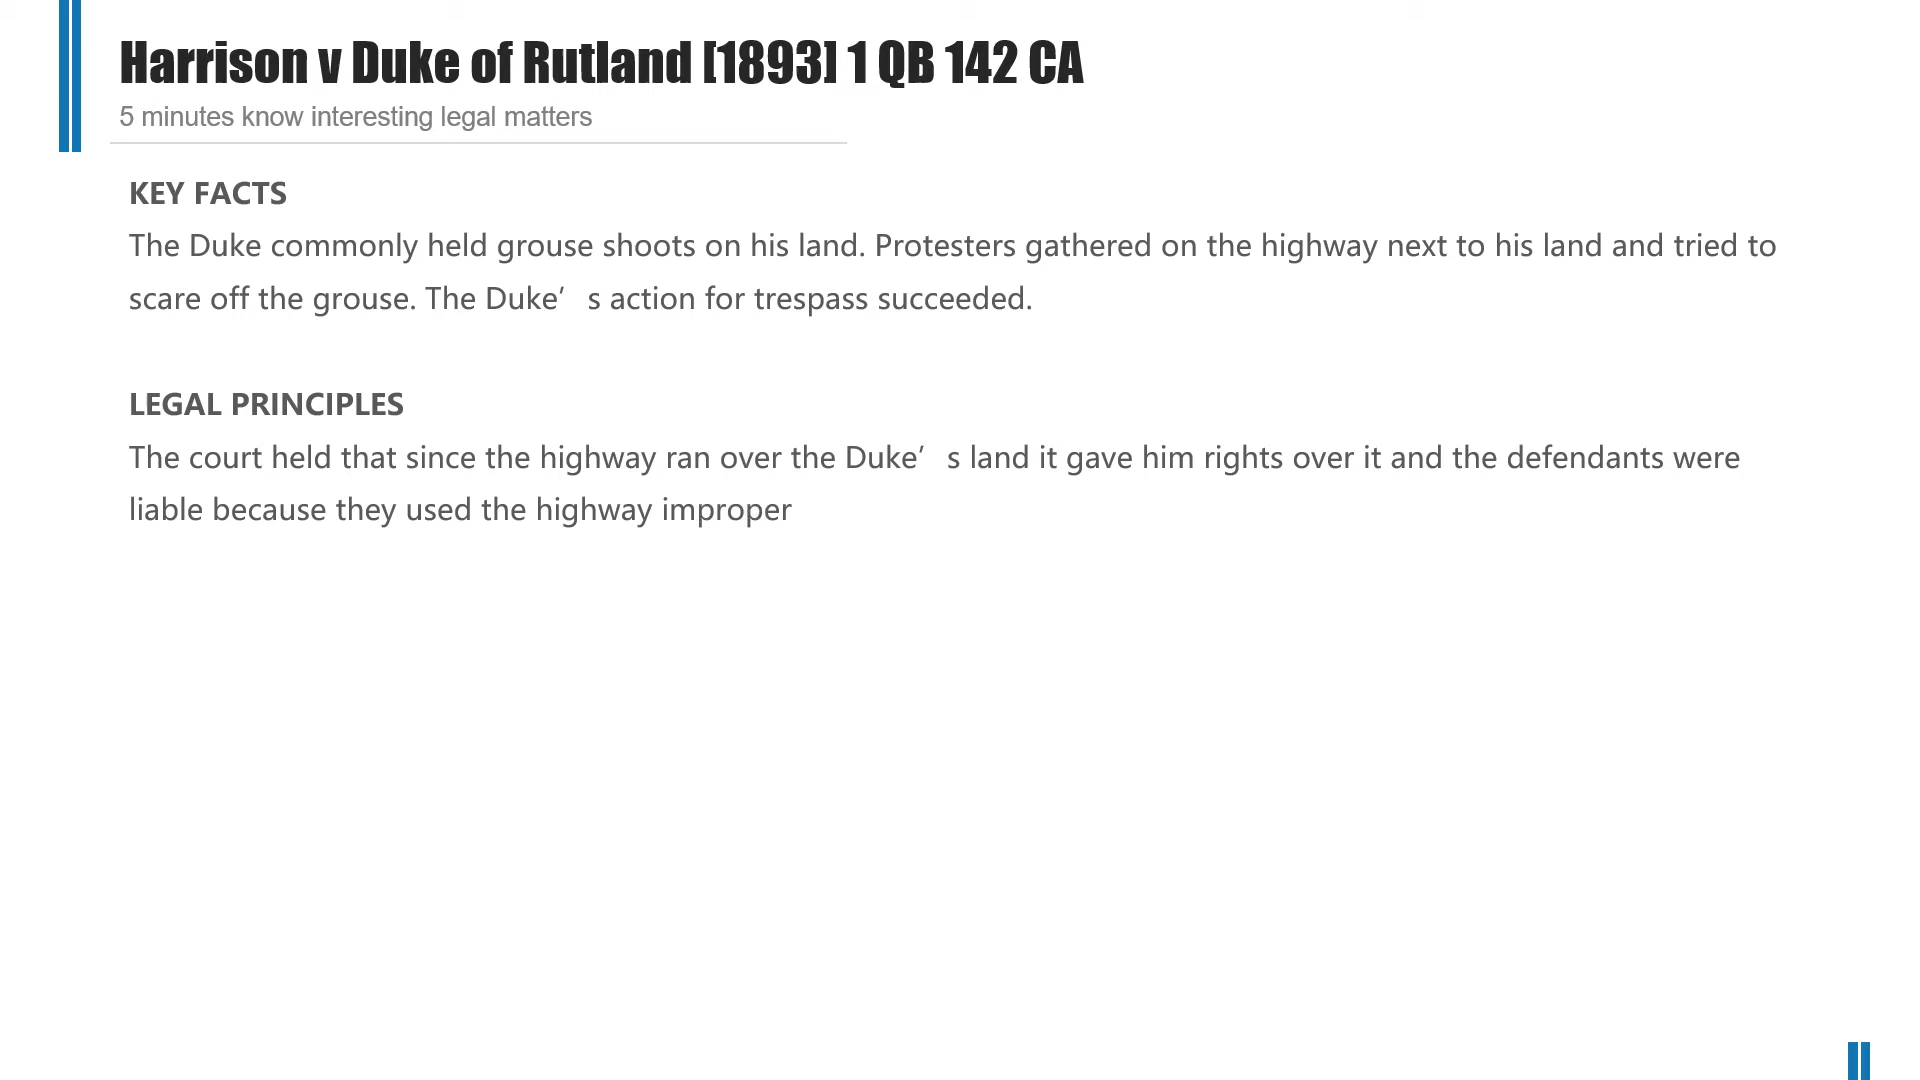 Harrison v Duke of Rutland [1893] 1 QB 142 CA
5 minutes know interesting legal matters
KEY FACTS
The Duke commonly held grouse shoots on his land. Protesters gathered on the highway next to his land and tried to
scare off the grouse. The Duke’s action for trespass succeeded.
LEGAL PRINCIPLES
The court held that since the highway ran over the Duke’s land it gave him rights over it and the defendants were
liable because they used the highway improper